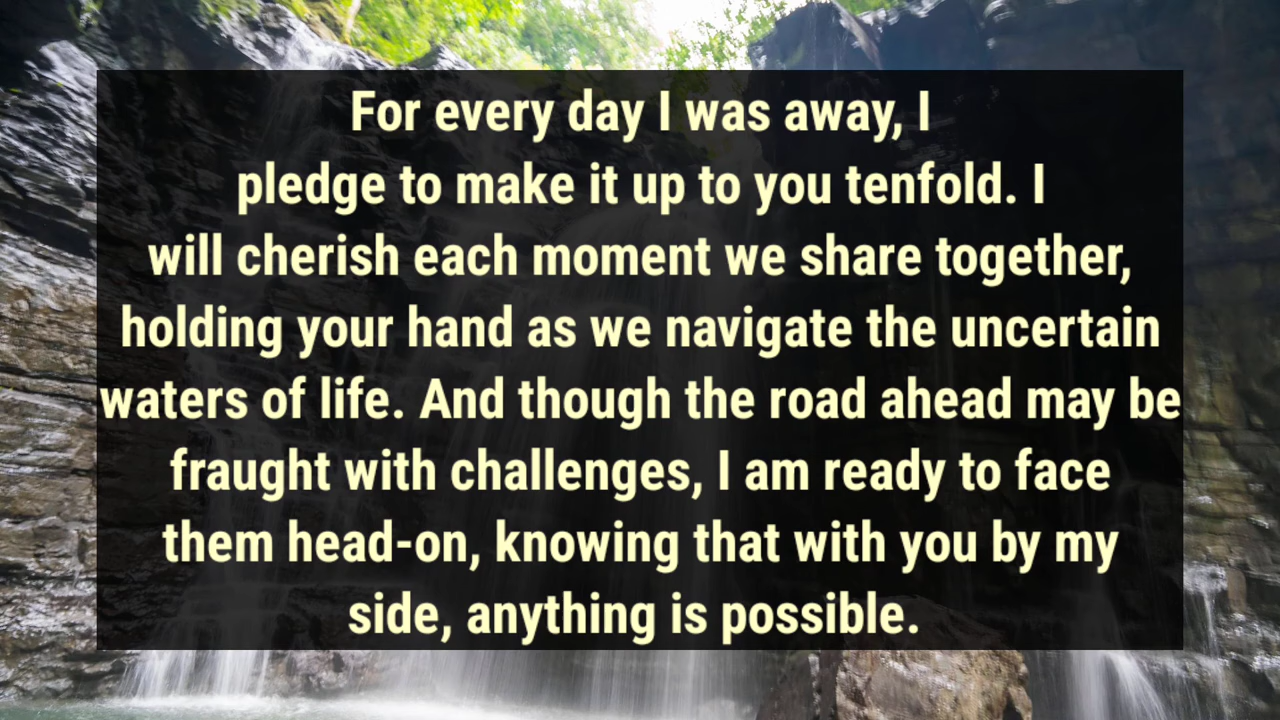 For every day I was away, I
pledge to make it up to you tenfold. I
will cherish each moment we share together,
holding your hand as we navigate the uncertain
waters of life. And though the road ahead may be
fraught with challenges, I am ready to face
them head-on, knowing that with you by my
side, anything is possible.